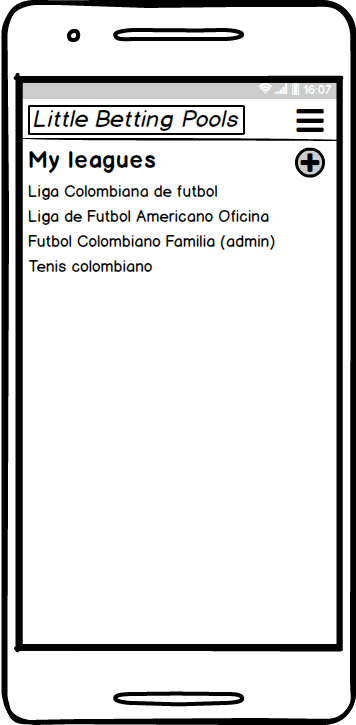 16:07
Little Betting Pools
My leagues
Liga Colombiana de futbol
Liga de Futbol Americano Oficina
Futbol Colombiano Familia (admin)
Tenis colombiano